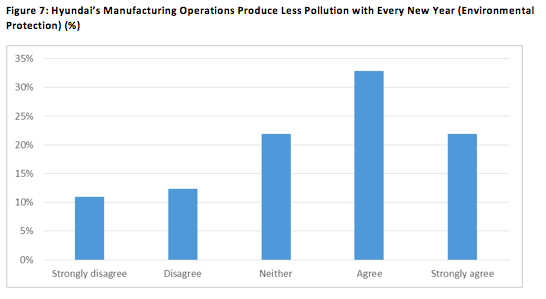 Figure 7: Hyundai’s Manufacturing Operations Produce Less Pollution with Every New Year (Environmental
Protection) (%)
35%
30%
25%
20%
15%
10%
5%
0%
Strongly disagree Disagree Neither Agree Strongly agree